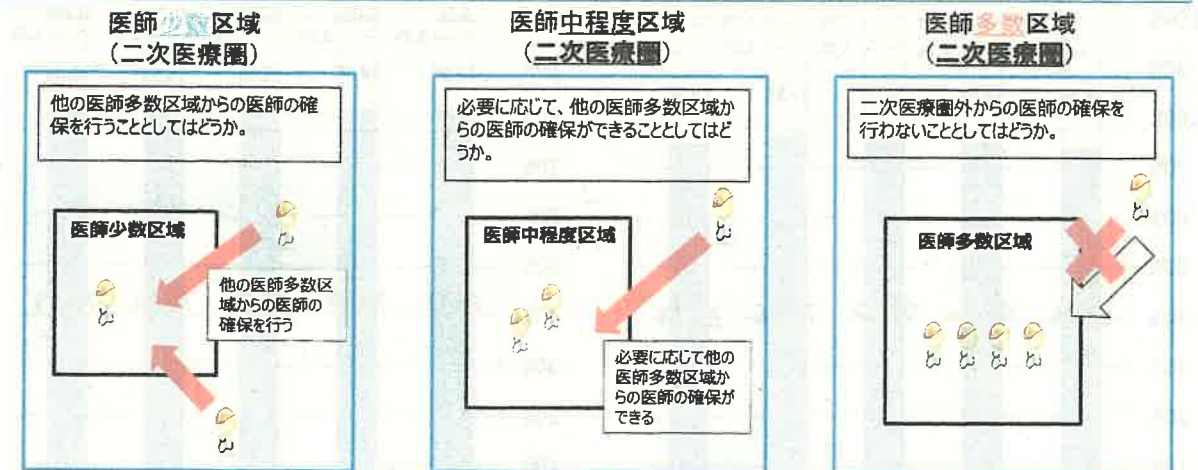 医師少数区域
（二次医療圏）
他の医師多数区域からの医師の確
保を行うこととしてはどうか。
医師少数区域
他の医師多数区
域からの医師の
確保を行う
医師中程度区域
（二次医療圏）
必要に応じて、他の医師多数区域か
らの医師の確保ができることとしてはど
うか。
医師中程度区域
必要に応じて他の
医師多数区域か
らの医師の確保が
できる
医師多数区域
（二次医療圏）
二次医療圏外からの医師の確保を
行わないこととしてはどうか。
医師多数区域